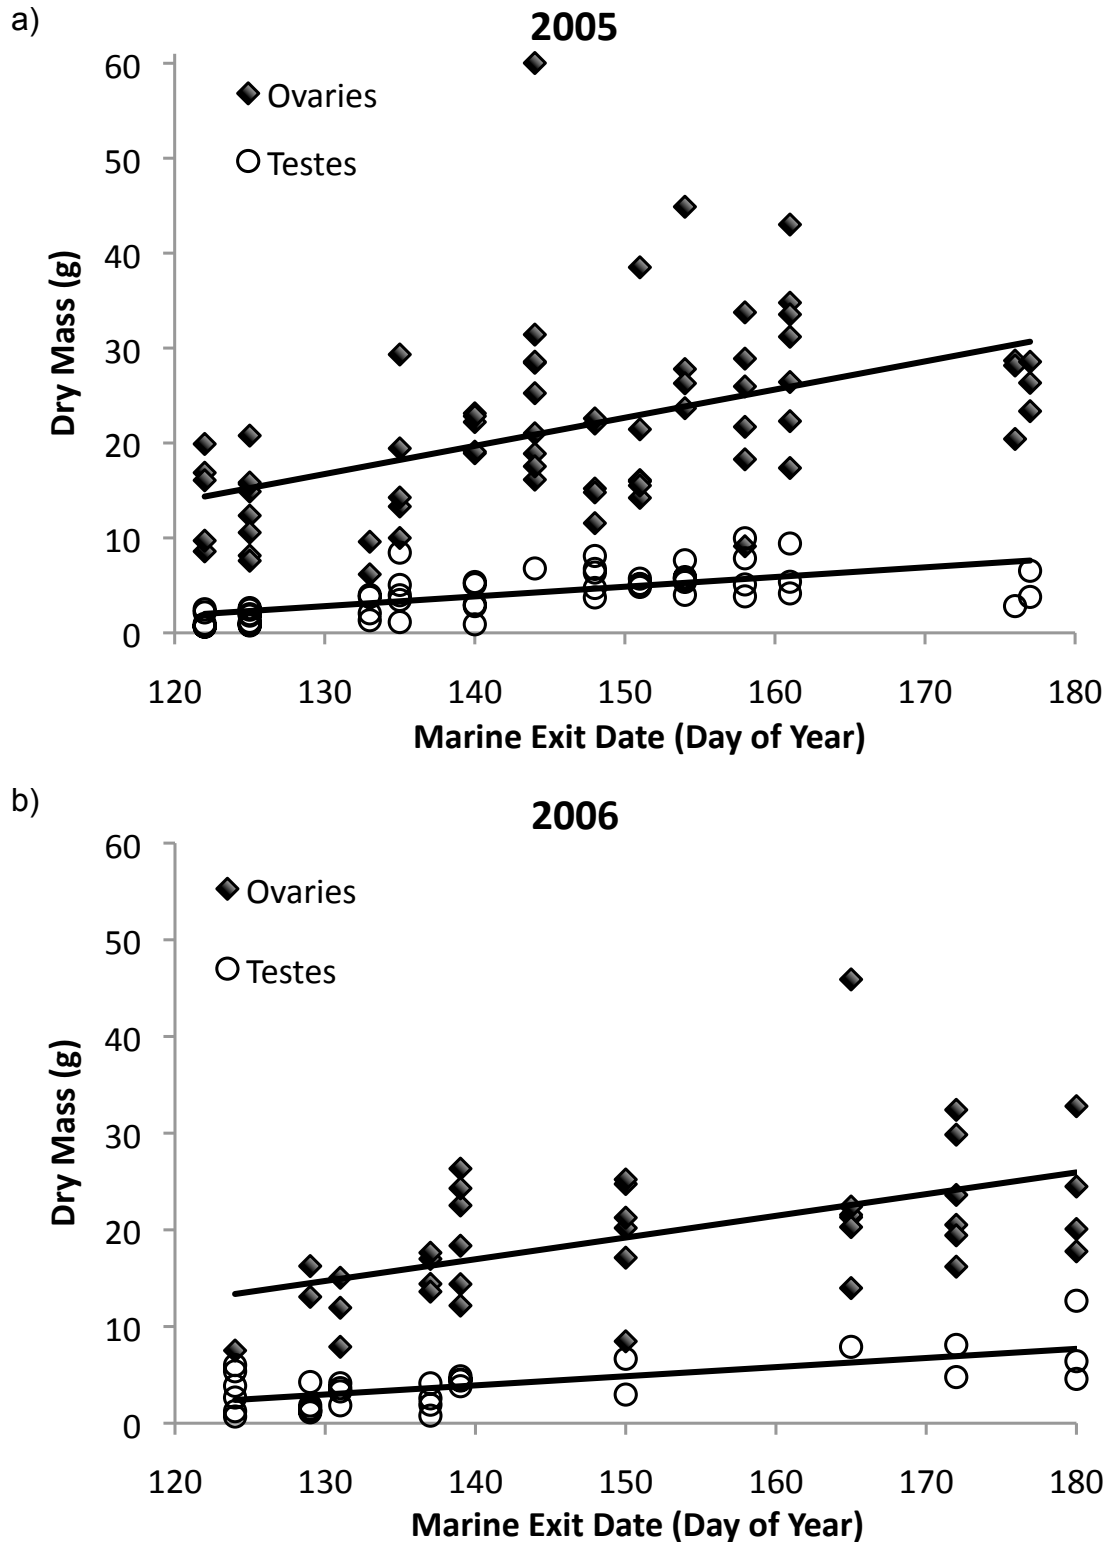 a)
2005
60
50
40
30
20
10
0
Ovaries
Testes
Dry Mass (g)
120 130 140 150 160 170 180
Marine Exit Date (Day of Year)
b)
2006
60
50
40
30
20
10
0
Ovaries
Testes
Dry Mass (g)
120 130 140 150 160 170 180
Marine Exit Date (Day of Year)